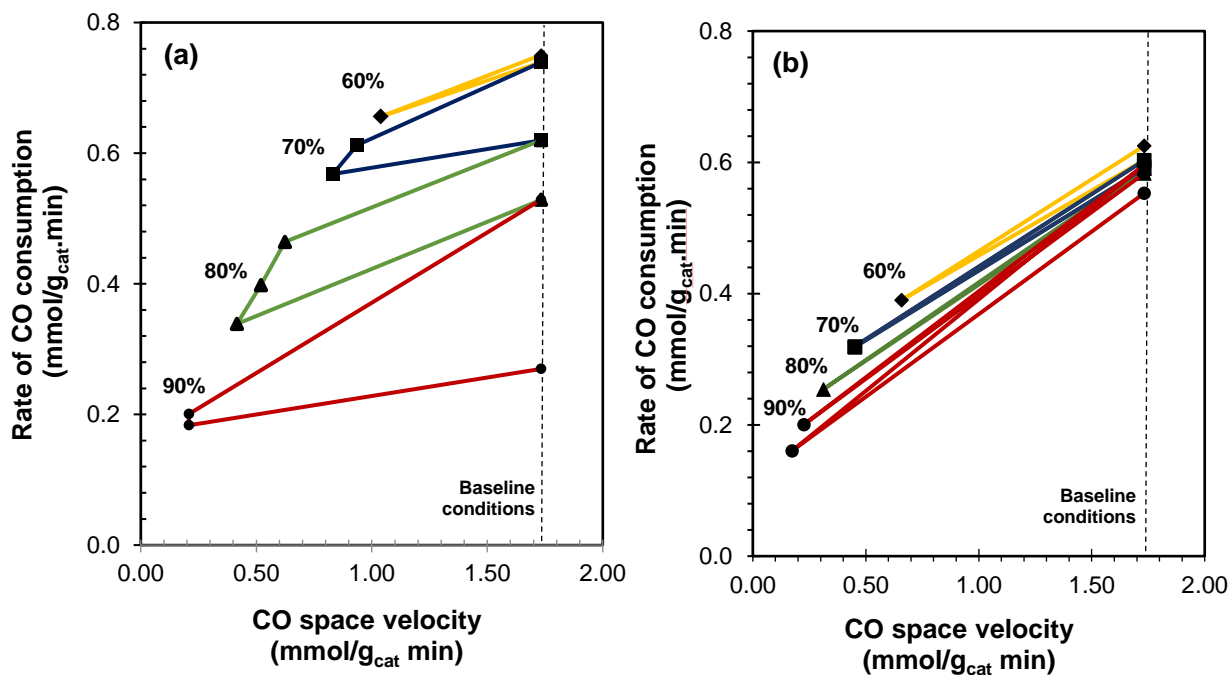 (a)
0.8
0.6
0.4
0.2
0.0
60%
70%
80%
90%
Baseline
conditions
0.00
0.50
1.00
1.50
2.00
CO space velocity
(mmol/gcat min)
Rate of CO consumption
(mmol/gcat.min)
(b)
0.8
0.6
0.4
0.2
0.0
60%
70%
80%
90%
Baseline
conditions
0.00
0.50
1.00
1.50
2.00
CO space velocity
(mmol/gcat min)
Rate of CO consumption
(mmol/gcat.min)